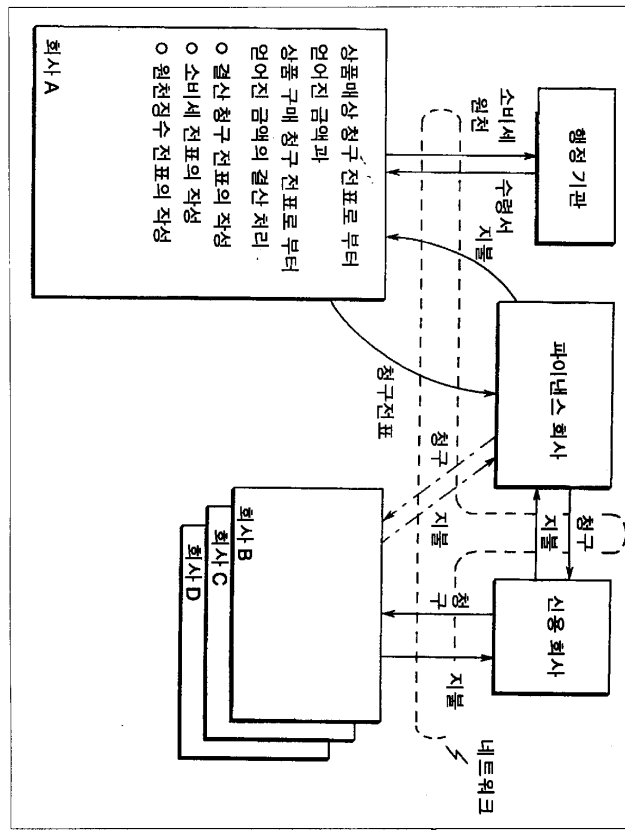 행정 기관
파이낸스 회사
신용 회사
소비세
원천
수령서
지불
청구
지불
청구전표
청구
지불
청
구
지불
네트워크
상품매상 청구 전표로 부터
얻어진 금액과
상품 구매 청구 전표로 부터
얻어진 금액의 결산 처리
○ 결산 청구 전표의 작성
○ 소비세 전표의 작성
○ 원천징수 전표의 작성
회사 A
회사 B
회사 C
회사 D